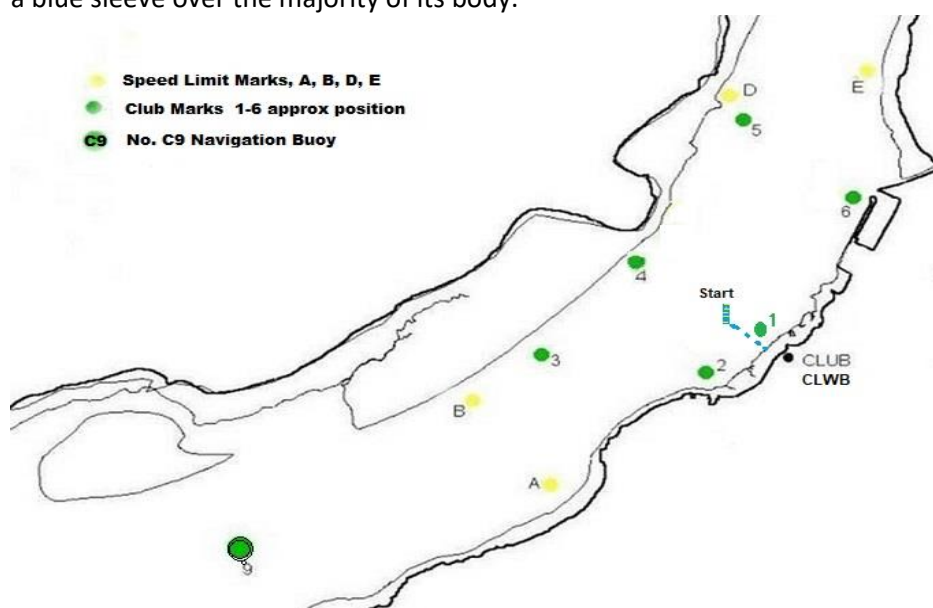 a blue sleeve over the majority of its body.
Speed Limit Marks, A, B, D, E
Club Marks 1-6 approx position
C9 No. C9 Navigation Buoy
D
E
5
6
4
Start
1
3
2
CLUB
CLWB
B
A
9